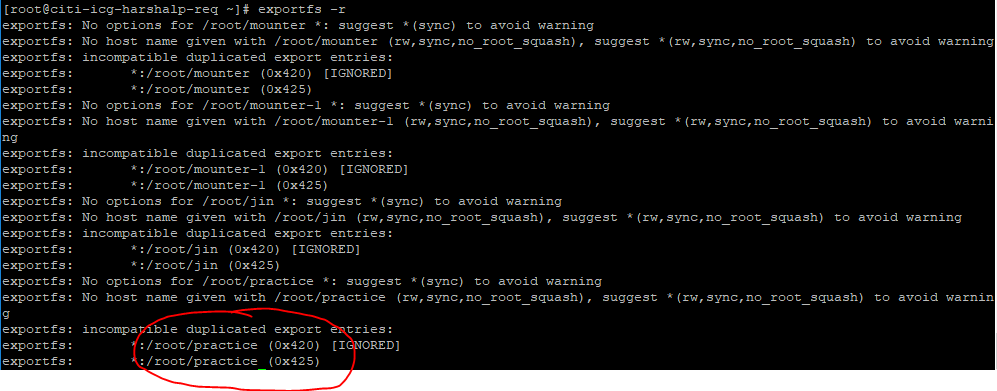 [root@citi-icg-harshalp-req ~]# exportfs -r
exportfs: No options for /root/mounter *: suggest *(sync) to avoid warning
exportfs: No host name given with /root/mounter (rw,sync,no_root_squash), suggest *(rw,sync,no_root_squash) to avoid warning
exportfs: incompatible duplicated export entries:
exportfs:       *:/root/mounter (0x420) [IGNORED]
exportfs:       *:/root/mounter (0x425)
exportfs: No options for /root/mounter-1 *: suggest *(sync) to avoid warning
exportfs: No host name given with /root/mounter-1 (rw,sync,no_root_squash), suggest *(rw,sync,no_root_squash) to avoid warni
ng
exportfs: incompatible duplicated export entries:
exportfs:       *:/root/mounter-1 (0x420) [IGNORED]
exportfs:       *:/root/mounter-1 (0x425)
exportfs: No options for /root/jin *: suggest *(sync) to avoid warning
exportfs: No host name given with /root/jin (rw,sync,no_root_squash), suggest *(rw,sync,no_root_squash) to avoid warning
exportfs: incompatible duplicated export entries:
exportfs:       *:/root/jin (0x420) [IGNORED]
exportfs:       *:/root/jin (0x425)
exportfs: No options for /root/practice *: suggest *(sync) to avoid warning
exportfs: No host name given with /root/practice (rw,sync,no_root_squash), suggest *(rw,sync,no_root_squash) to avoid warnin
g
exportfs: incompatible duplicated export entries:
exportfs:       *:/root/practice (0x420) [IGNORED]
exportfs:       *:/root/practice (0x425)